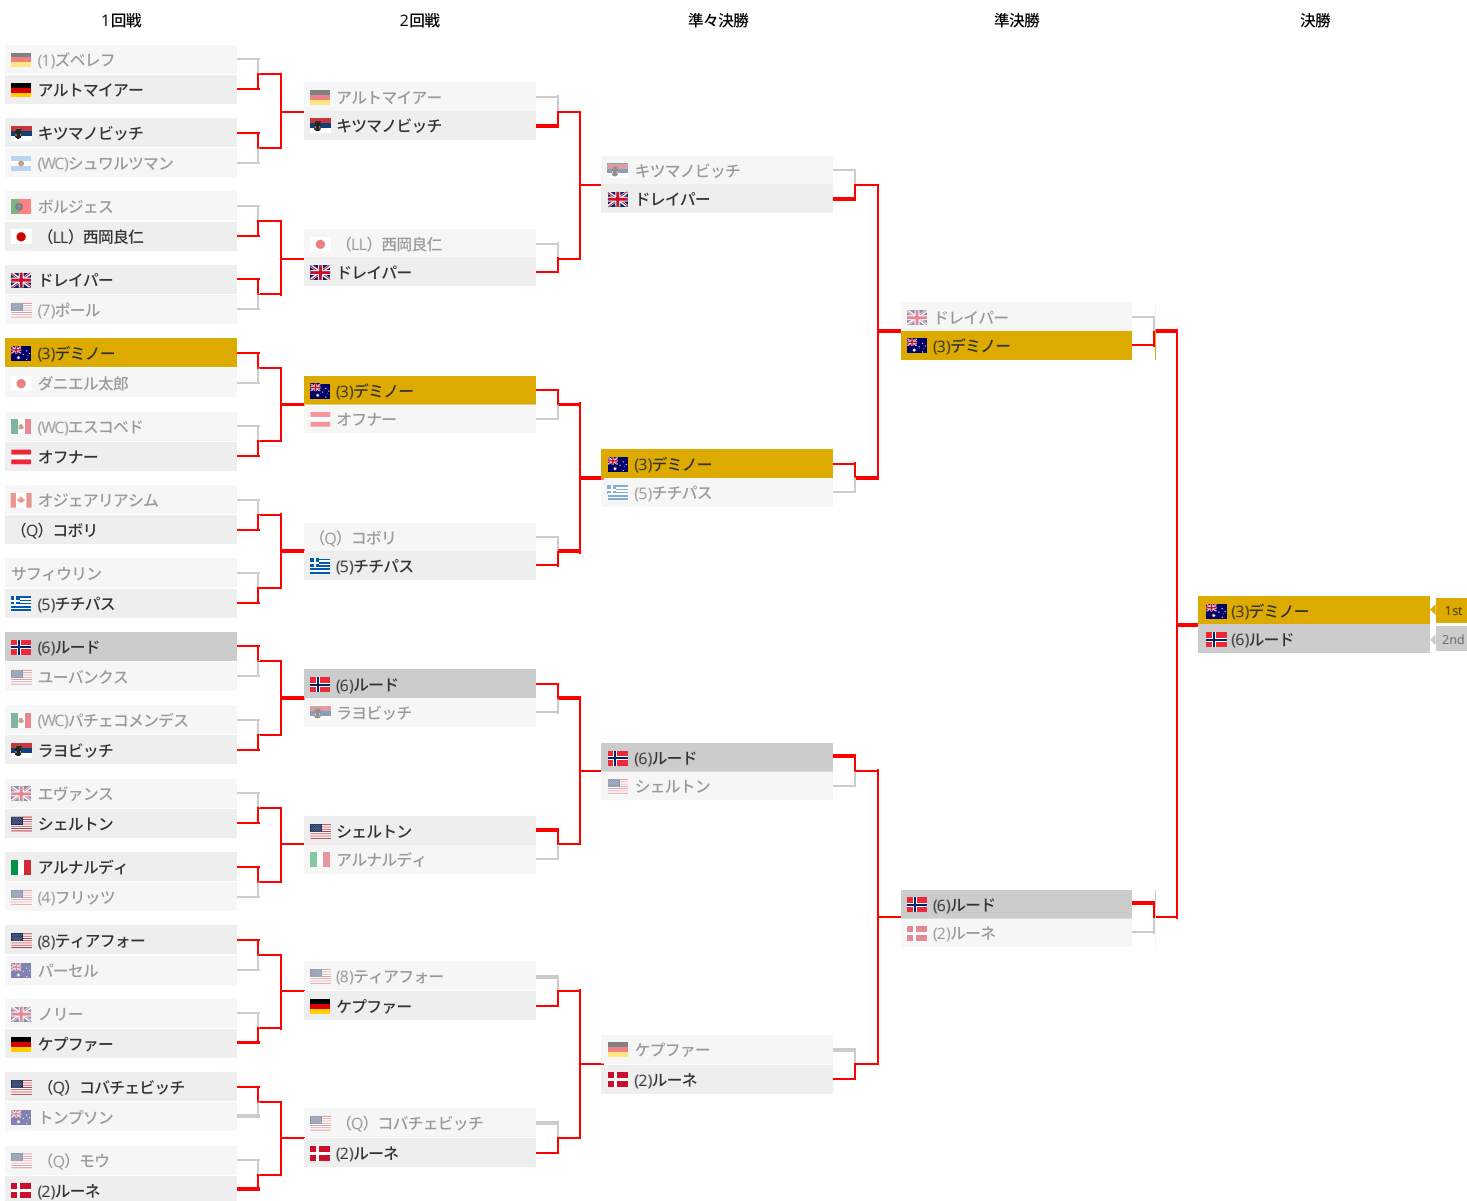 1回戦
2回戦
準々決勝
準決勝
決勝
(1)ズベレフ
アルトマイアー
キツマノビッチ
(WC)シュワルツマン
ボルジェス
（LL）西岡良仁
ドレイパー
(7)ポール
(3)デミノー
ダニエル太郎
(WC)エスコベド
オフナー
オジェアリアシム
（Q）コボリ
サフィウリン
(5)チチパス
(6)ルード
ユーバンクス
(WC)パチェコメンデス
ラヨビッチ
エヴァンス
シェルトン
アルナルディ
(4)フリッツ
(8)ティアフォー
パーセル
ノリー
ケプファー
（Q）コバチェビッチ
トンプソン
（Q）モウ
(2)ルーネ
アルトマイアー
キツマノビッチ
（LL）西岡良仁
ドレイパー
(3)デミノー
オフナー
（Q）コボリ
(5)チチパス
(6)ルード
ラヨビッチ
シェルトン
アルナルディ
(8)ティアフォー
ケプファー
（Q）コバチェビッチ
(2)ルーネ
キツマノビッチ
ドレイパー
(3)デミノー
(5)チチパス
(6)ルード
シェルトン
ケプファー
(2)ルーネ
ドレイパー
(3)デミノー
(6)ルード
(2)ルーネ
(3)デミノー
1st
(6)ルード
2nd